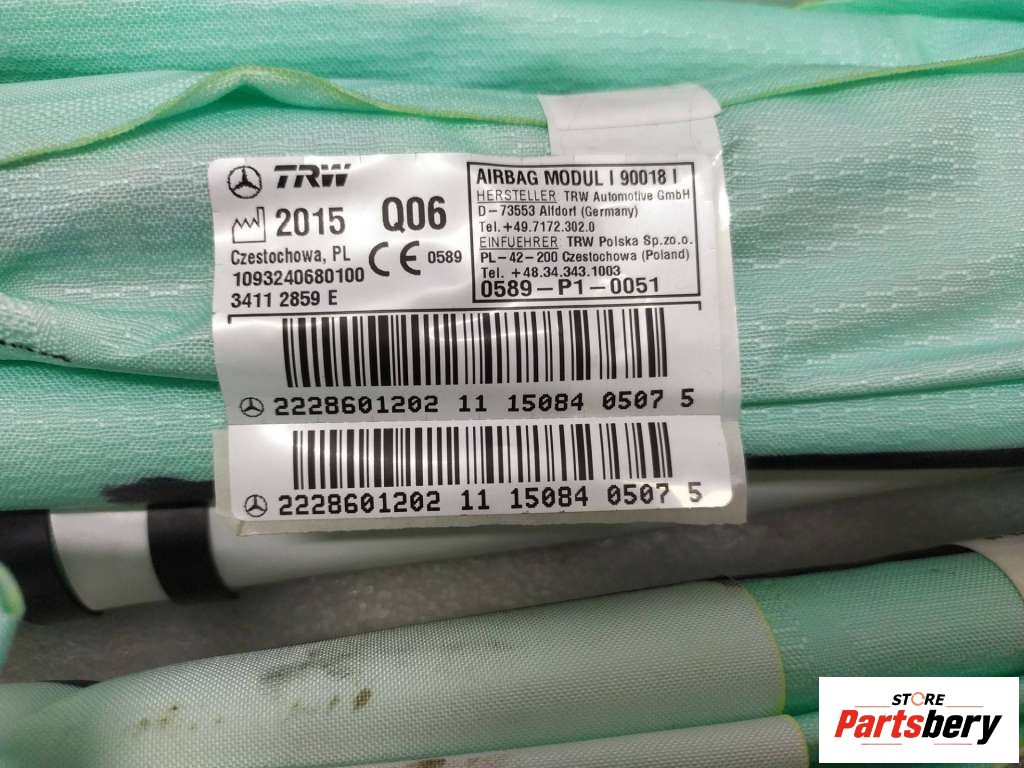 TRW
2015 Q06
Czestochowa, PL
CE 0589
1093240680100
3411 2859 E
AIRBAG MODUL I 90018 I
HERSTELLER: TRW Automotive GmbH
D-73553 Alfdorf (Germany)
Tel.+49.7172.302.0
EINFUEHRER: TRW Polska Sp.zo.o.
PL-42-200 Czestochowa (Poland)
Tel. +48.34.343.1003
0589-P1-0051
2228601202 11 15084 0507 5
2228601202 11 15084 0507 5
STORE
Partsbery